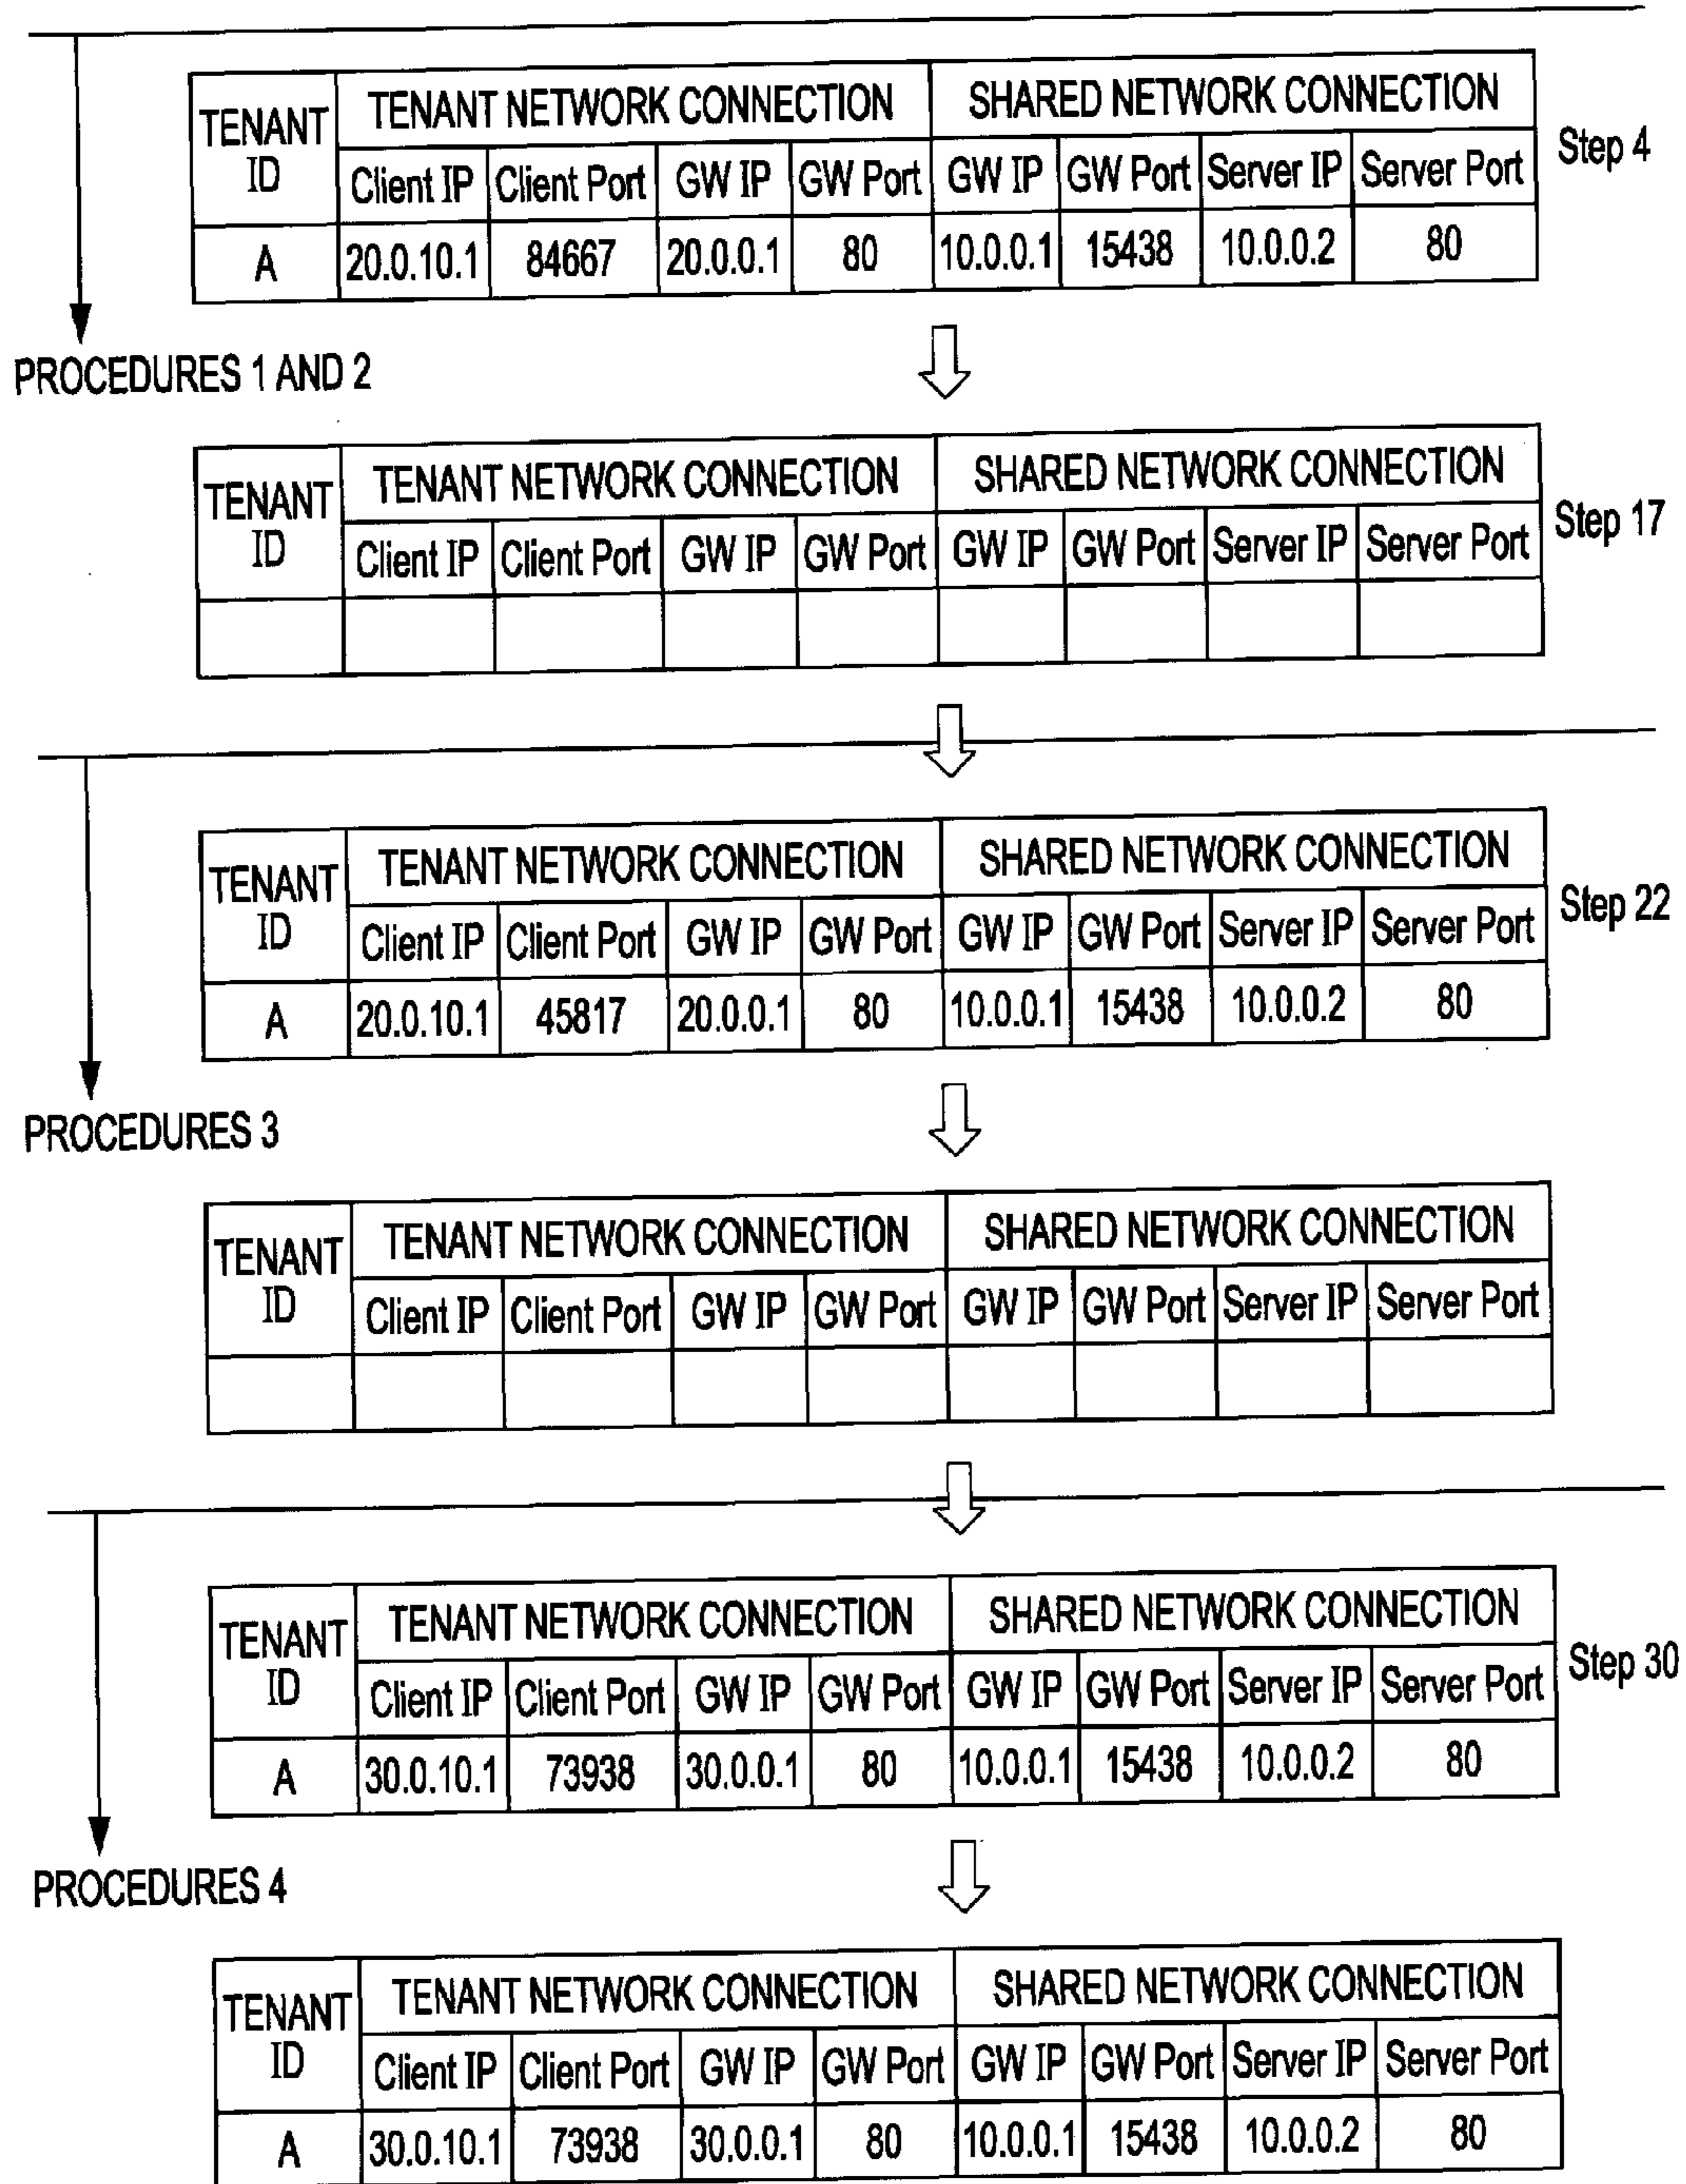 TENANT ID | TENANT NETWORK CONNECTION | SHARED NETWORK CONNECTION
Client IP | Client Port | GW IP | GW Port | GW IP | GW Port | Server IP | Server Port
A | 20.0.10.1 | 84667 | 20.0.0.1 | 80 | 10.0.0.1 | 15438 | 10.0.0.2 | 80
Step 4
PROCEDURES 1 AND 2
TENANT ID | TENANT NETWORK CONNECTION | SHARED NETWORK CONNECTION
Client IP | Client Port | GW IP | GW Port | GW IP | GW Port | Server IP | Server Port
Step 17
TENANT ID | TENANT NETWORK CONNECTION | SHARED NETWORK CONNECTION
Client IP | Client Port | GW IP | GW Port | GW IP | GW Port | Server IP | Server Port
A | 20.0.10.1 | 45817 | 20.0.0.1 | 80 | 10.0.0.1 | 15438 | 10.0.0.2 | 80
Step 22
PROCEDURES 3
TENANT ID | TENANT NETWORK CONNECTION | SHARED NETWORK CONNECTION
Client IP | Client Port | GW IP | GW Port | GW IP | GW Port | Server IP | Server Port
TENANT ID | TENANT NETWORK CONNECTION | SHARED NETWORK CONNECTION
Client IP | Client Port | GW IP | GW Port | GW IP | GW Port | Server IP | Server Port
A | 30.0.10.1 | 73938 | 30.0.0.1 | 80 | 10.0.0.1 | 15438 | 10.0.0.2 | 80
Step 30
PROCEDURES 4
TENANT ID | TENANT NETWORK CONNECTION | SHARED NETWORK CONNECTION
Client IP | Client Port | GW IP | GW Port | GW IP | GW Port | Server IP | Server Port
A | 30.0.10.1 | 73938 | 30.0.0.1 | 80 | 10.0.0.1 | 15438 | 10.0.0.2 | 80